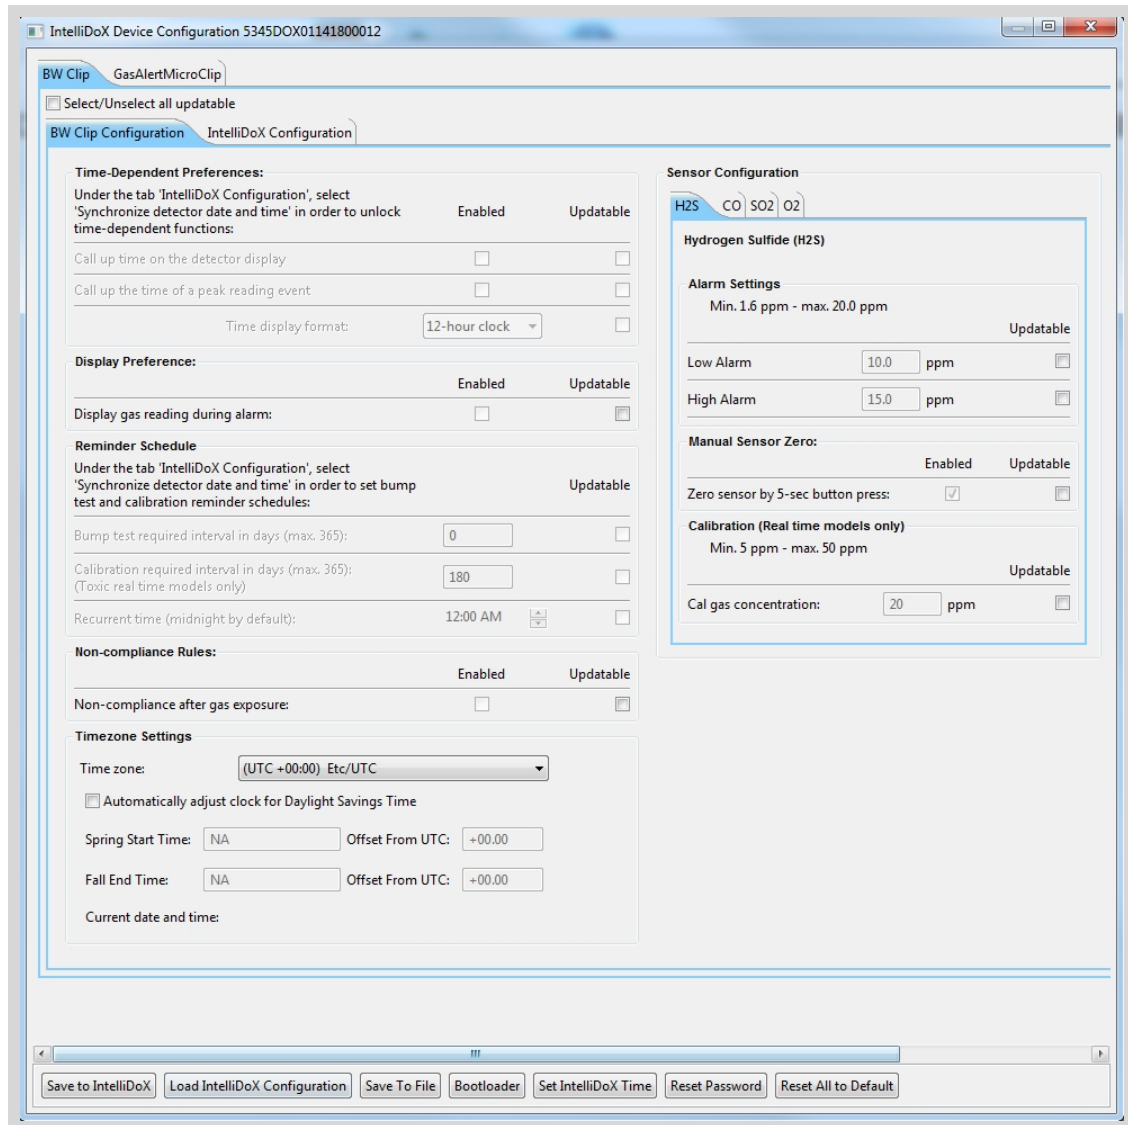 IntelliDoX Device Configuration 5345DOX01141800012
BW Clip GasAlertMicroClip
Select/Unselect all updatable
BW Clip Configuration IntelliDoX Configuration
Time-Dependent Preferences:
Under the tab 'IntelliDoX Configuration', select
'Synchronize detector date and time' in order to unlock
time-dependent functions:
Enabled Updatable
Call up time on the detector display
Call up the time of a peak reading event
Time display format: 12-hour clock
Display Preference:
Enabled Updatable
Display gas reading during alarm:
Reminder Schedule
Under the tab 'IntelliDoX Configuration', select
'Synchronize detector date and time' in order to set bump
test and calibration reminder schedules:
Updatable
Bump test required interval in days (max. 365): 0
Calibration required interval in days (max. 365):
(Toxic real time models only)
180
Recurrent time (midnight by default): 12:00 AM
Non-compliance Rules:
Enabled Updatable
Non-compliance after gas exposure:
Timezone Settings
Time zone: (UTC +00:00) Etc/UTC
Automatically adjust clock for Daylight Savings Time
Spring Start Time: NA Offset From UTC: +00.00
Fall End Time: NA Offset From UTC: +00.00
Current date and time:
Sensor Configuration
H2S CO SO2 O2
Hydrogen Sulfide (H2S)
Alarm Settings
Min. 1.6 ppm - max. 20.0 ppm
Updatable
Low Alarm 10.0 ppm
High Alarm 15.0 ppm
Manual Sensor Zero:
Enabled Updatable
Zero sensor by 5-sec button press:
Calibration (Real time models only)
Min. 5 ppm - max. 50 ppm
Updatable
Cal gas concentration: 20 ppm
Save to IntelliDoX Load IntelliDoX Configuration Save To File Bootloader Set IntelliDoX Time Reset Password Reset All to Default